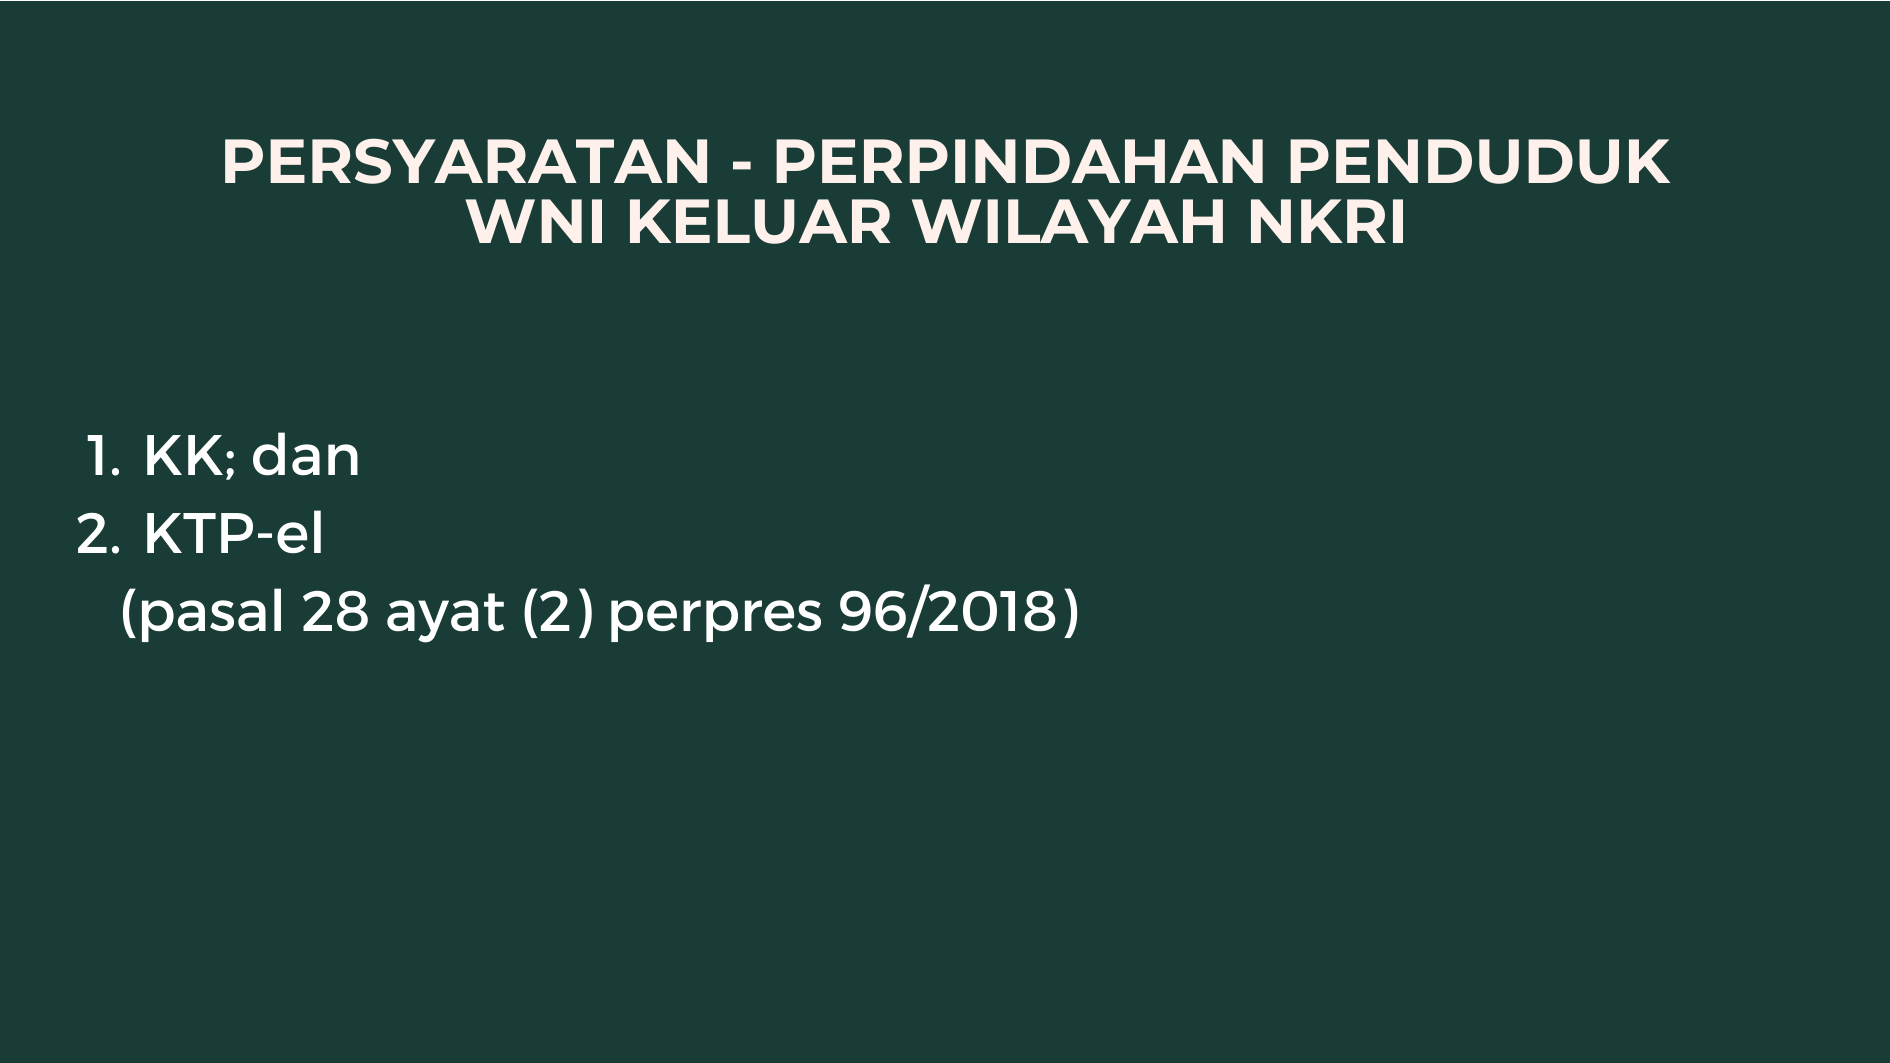 PERSYARATAN - PERPINDAHAN PENDUDUK
WNI KELUAR WILAYAH NKRI
1. KK; dan
2. KTP-el
(pasal 28 ayat (2) perpres 96/2018)